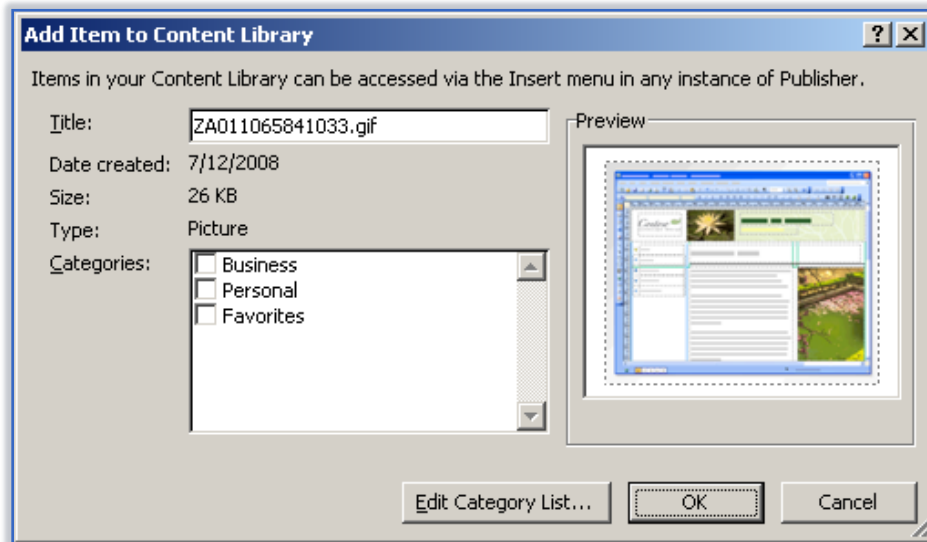 Add Item to Content Library
Items in your Content Library can be accessed via the Insert menu in any instance of Publisher.
Title: ZA011065841033.gif
Preview
Date created: 7/12/2008
Size: 26 KB
Type: Picture
Categories: Business
Personal
Favorites
Edit Category List... OK Cancel